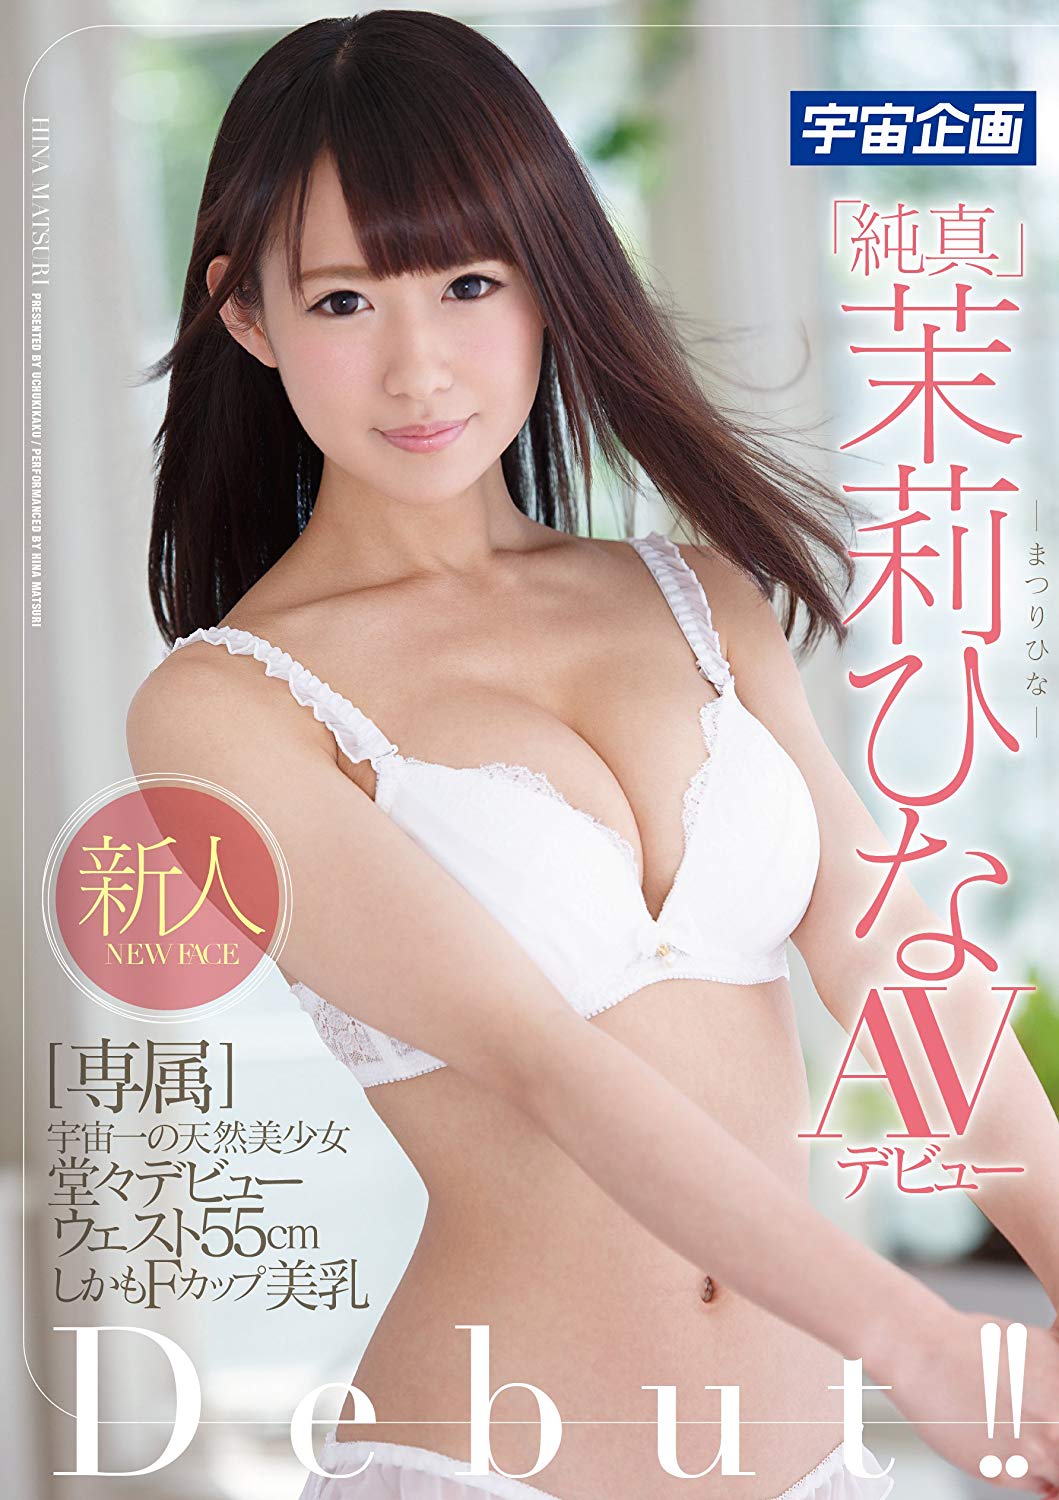 宇宙企画
「純真」
茉莉ひな
―まつりひな―
AV
デビュー
HINA MATSURI PRESENTED BY UCHUKIKAKU / PERFORMANCED BY HINA MATSURI
新人
NEW FACE
[専属]
宇宙一の天然美少女
堂々デビュー
ウェスト55cm
しかもFカップ美乳
Debut!!